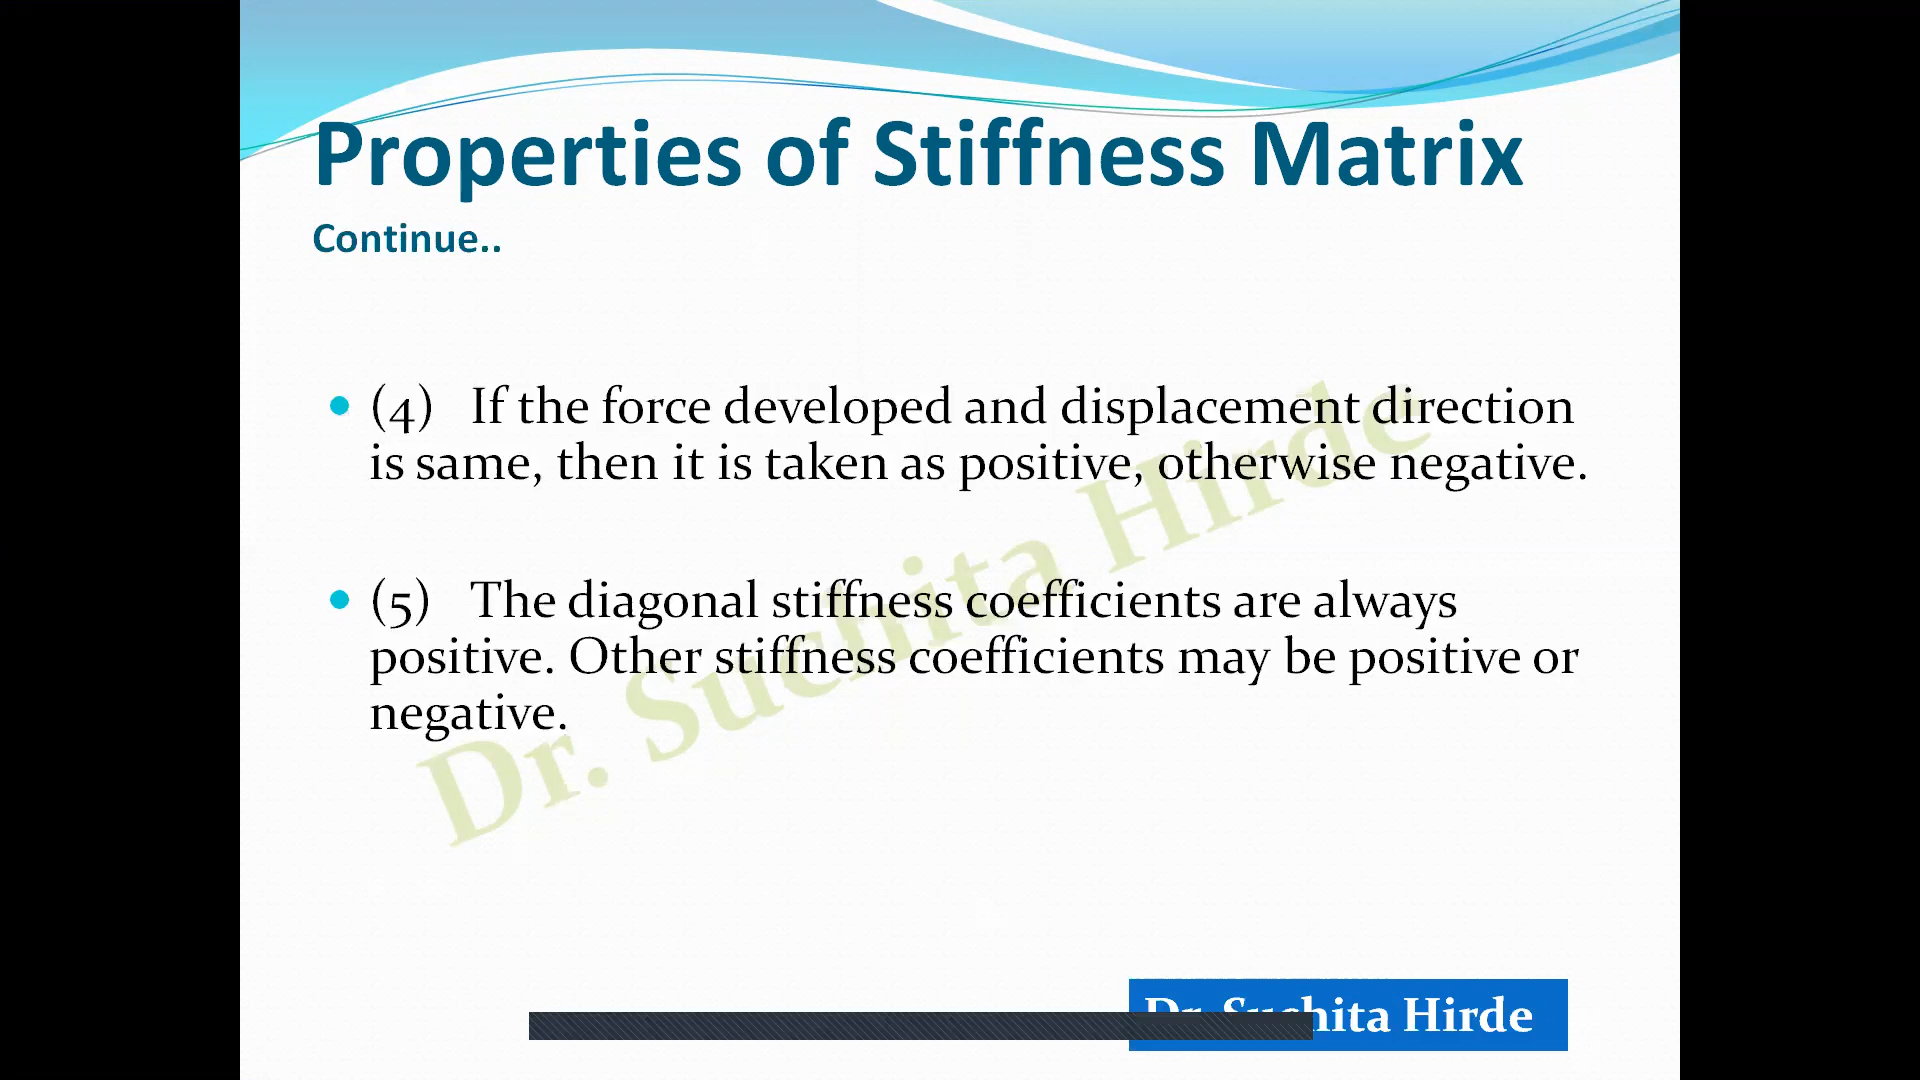 Properties of Stiffness Matrix
Continue..
• (4) If the force developed and displacement direction
is same, then it is taken as positive, otherwise negative.
• (5) The diagonal stiffness coefficients are always
positive. Other stiffness coefficients may be positive or
negative.
Dr. Suchita Hirde
Dr. Suchita Hirde